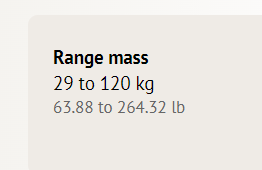 Range mass
29 to 120 kg
63.88 to 264.32 lb